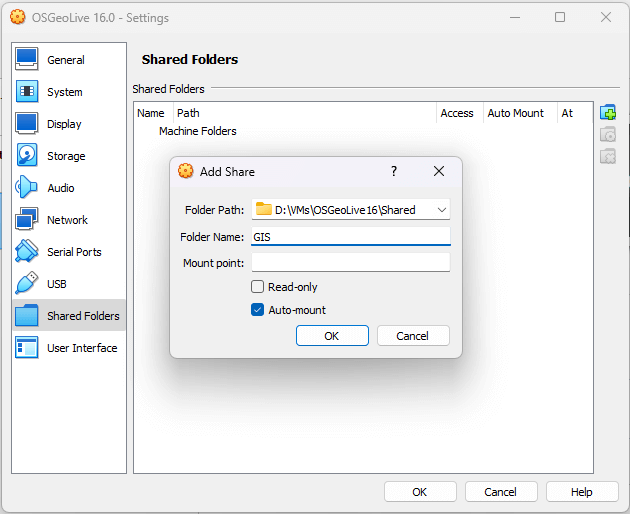 OSGeoLive 16.0 - Settings
General
System
Display
Storage
Audio
Network
Serial Ports
USB
Shared Folders
User Interface
Shared Folders
Shared Folders
Name Path Access Auto Mount At
Machine Folders
Add Share ?
Folder Path: D:\VMs\OSGeoLive16\Shared
Folder Name: GIS
Mount point:
Read-only
Auto-mount
OK Cancel
OK Cancel Help